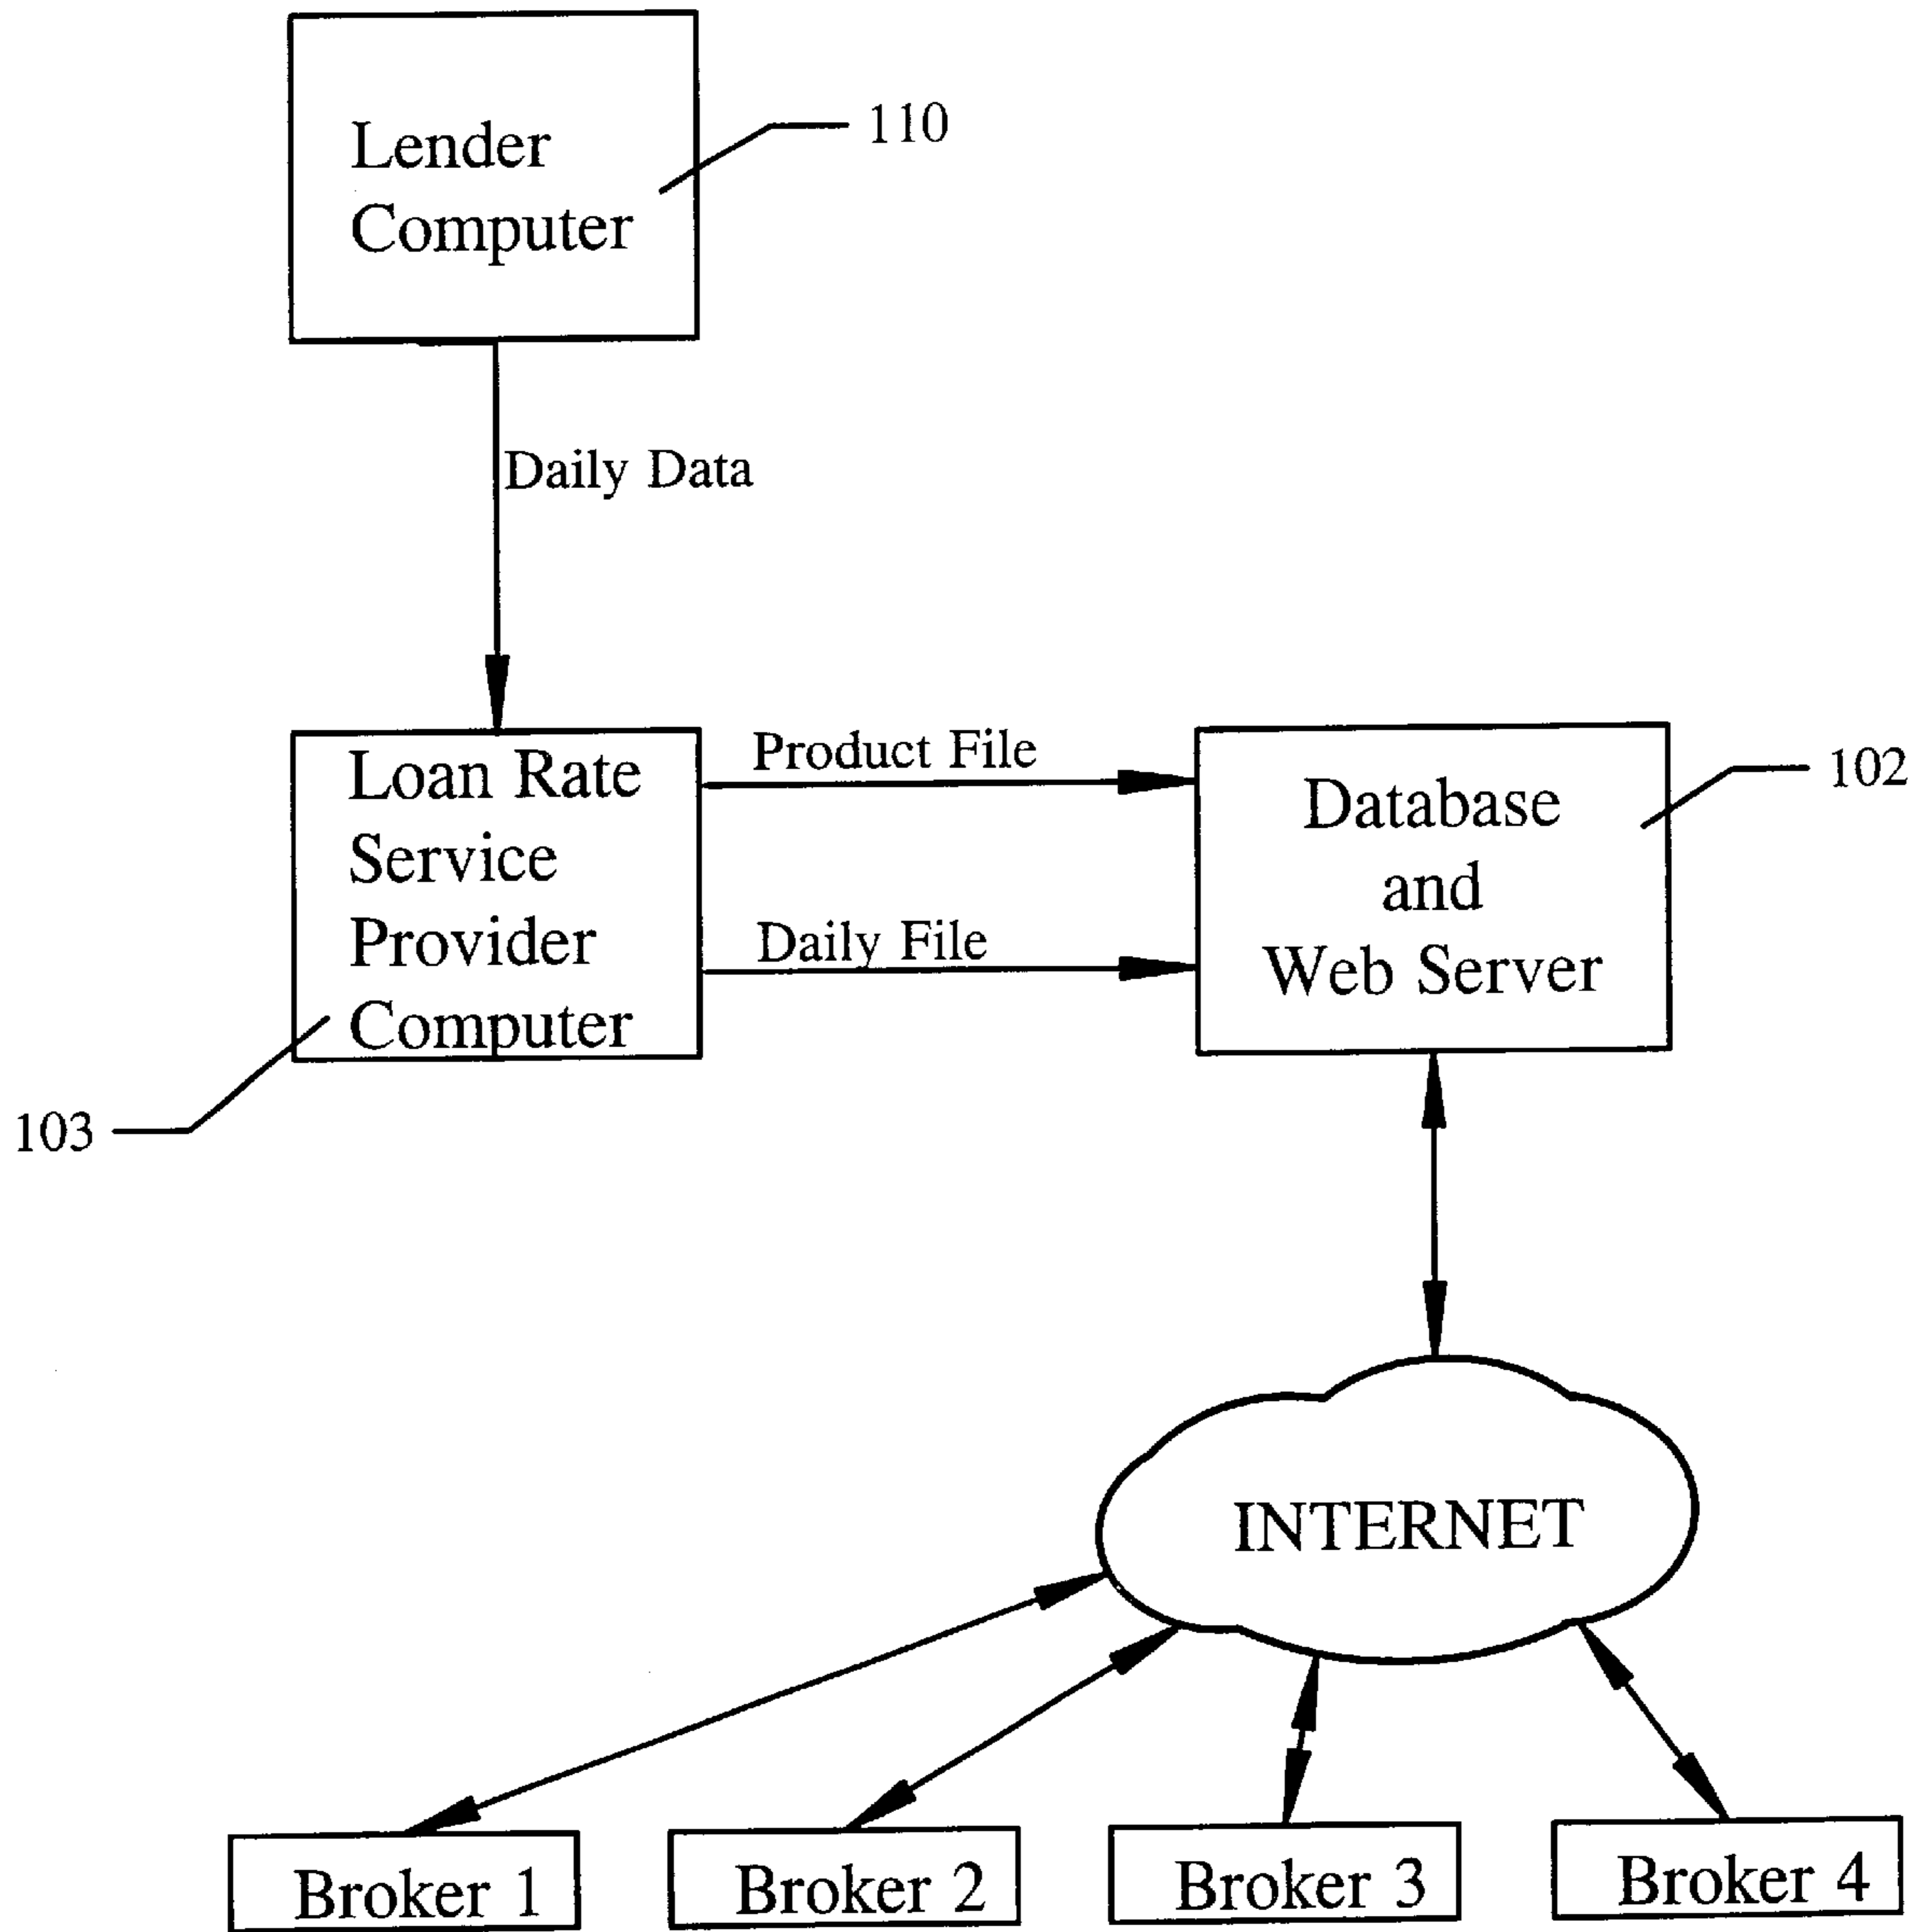 Lender
Computer
110
Daily Data
Loan Rate
Service
Provider
Computer
103
Product File
Daily File
Database
and
Web Server
102
INTERNET
Broker 1
Broker 2
Broker 3
Broker 4